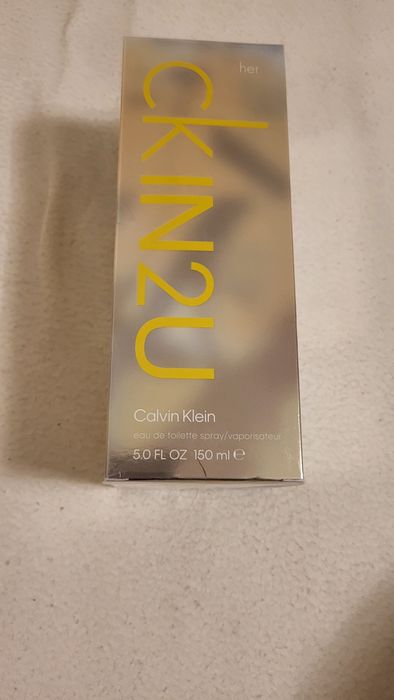 her
ckIN2U
Calvin Klein
eau de toilette spray/vaporisateur
5.0 FL OZ 150 ml ℮